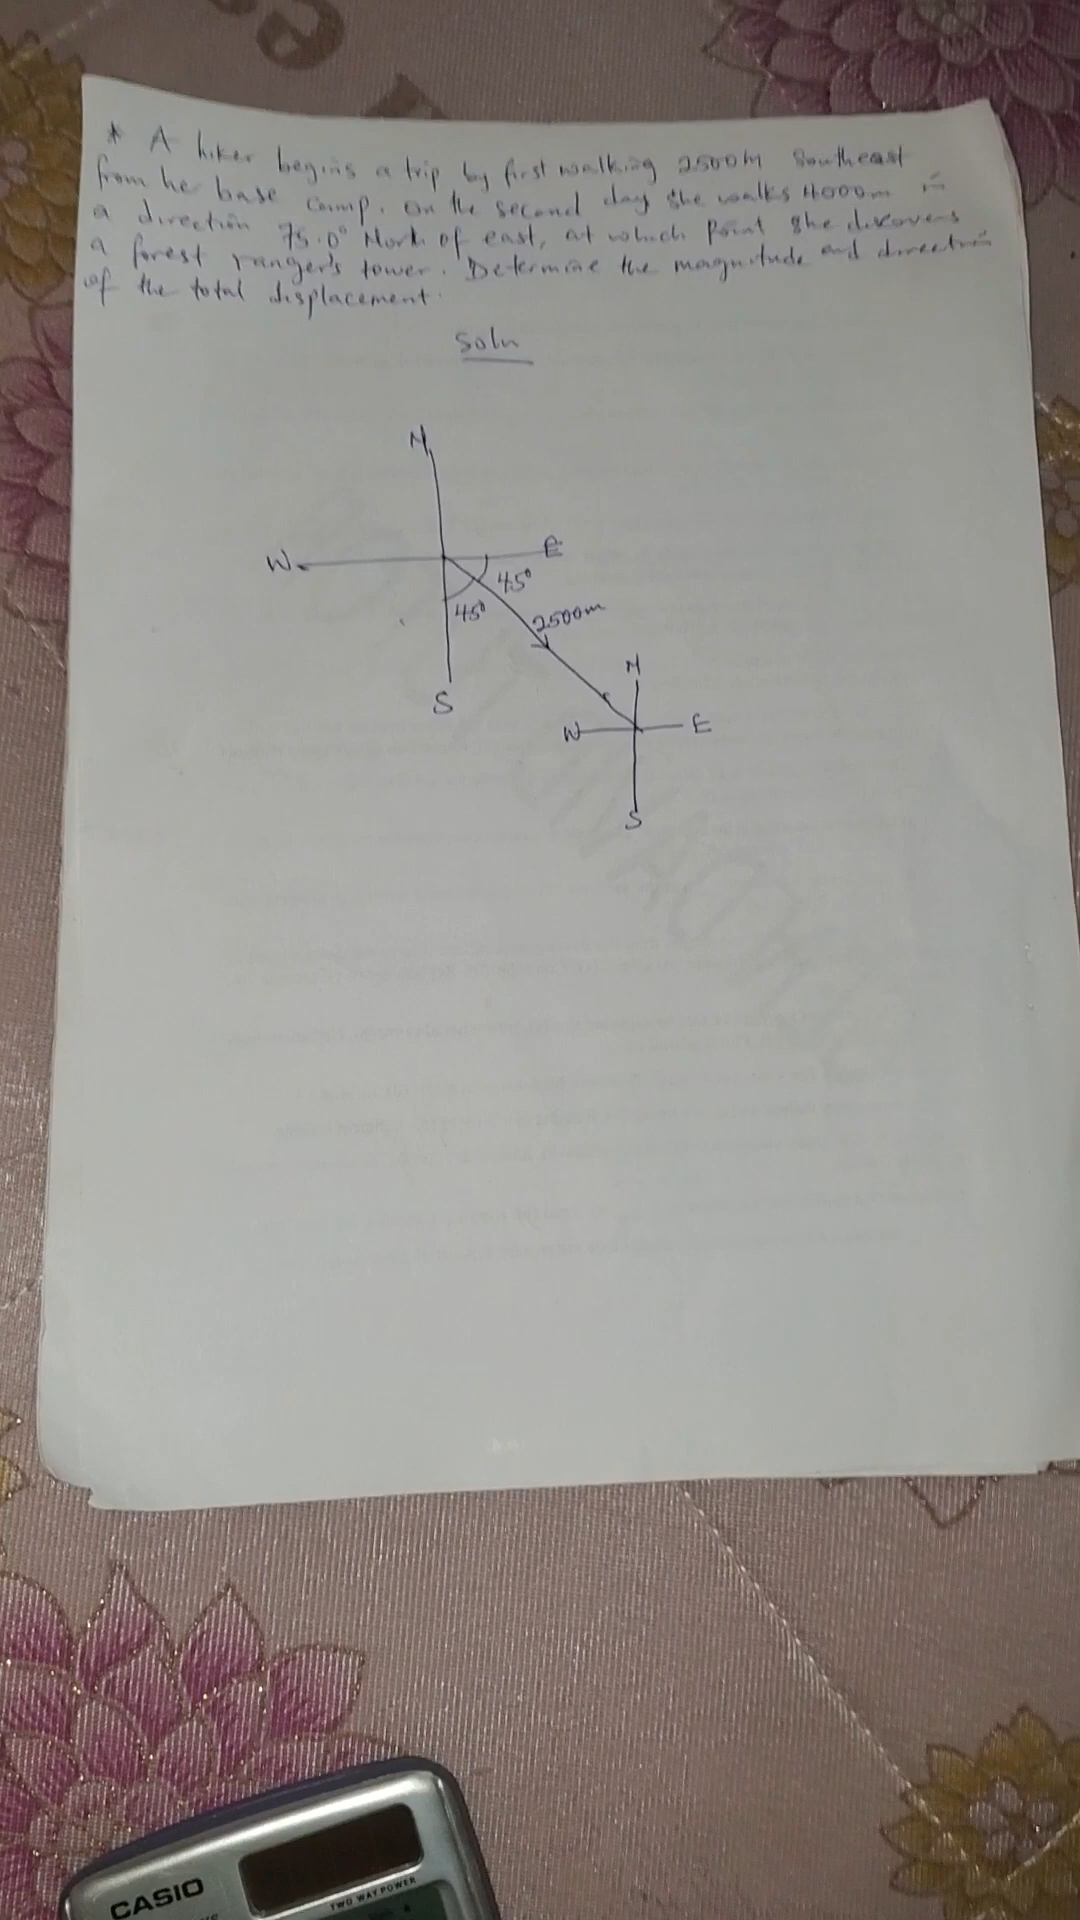 * A hiker begins a trip by first walking 2500m Southeast
from he base camp. On the second day she walks 4000m in
a direction 75.0° North of east, at which point she discovers
a forest ranger's tower. Determine the magnitude and direction
of the total displacement.
Soln
N
W
E
45°
45°
2500m
S
N
W
E
S
CASIO
TWO WAY POWER